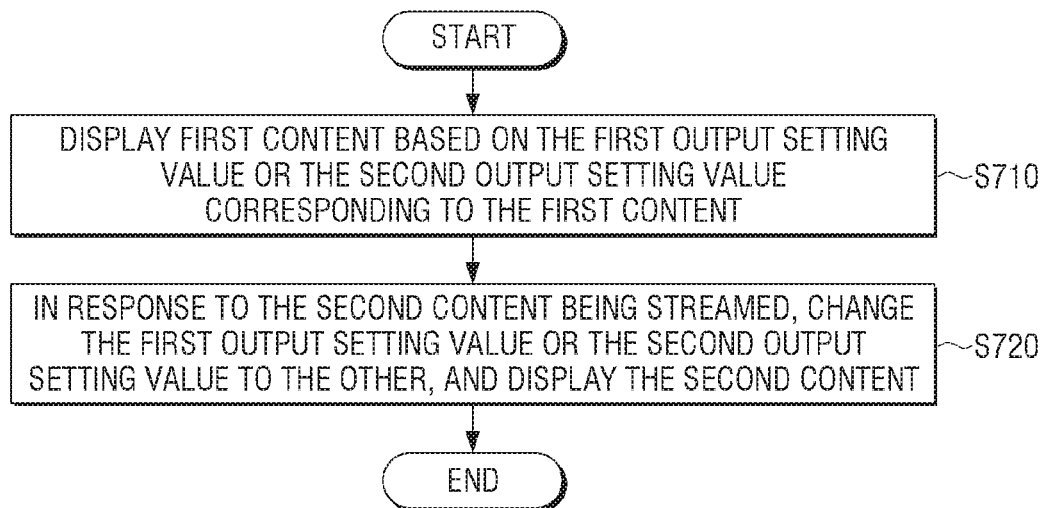 START
DISPLAY FIRST CONTENT BASED ON THE FIRST OUTPUT SETTING
VALUE OR THE SECOND OUTPUT SETTING VALUE
CORRESPONDING TO THE FIRST CONTENT
S710
IN RESPONSE TO THE SECOND CONTENT BEING STREAMED, CHANGE
THE FIRST OUTPUT SETTING VALUE OR THE SECOND OUTPUT
SETTING VALUE TO THE OTHER, AND DISPLAY THE SECOND CONTENT
S720
END